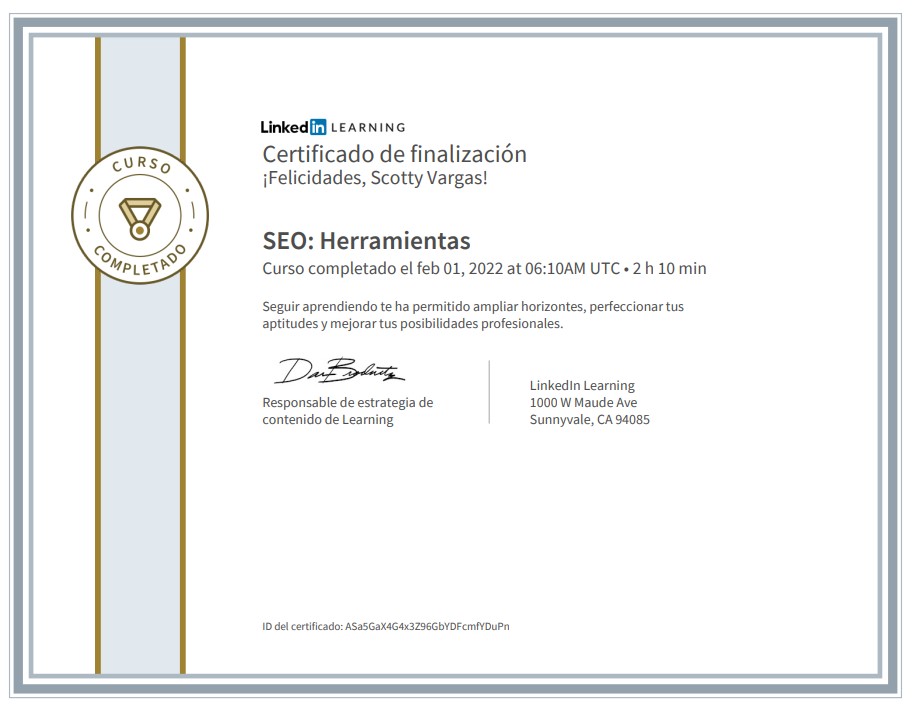 CURSO
COMPLETADO
Linked in LEARNING
Certificado de finalización
¡Felicidades, Scotty Vargas!
SEO: Herramientas
Curso completado el feb 01, 2022 at 06:10AM UTC • 2 h 10 min
Seguir aprendiendo te ha permitido ampliar horizontes, perfeccionar tus
aptitudes y mejorar tus posibilidades profesionales.
Responsable de estrategia de
contenido de Learning
LinkedIn Learning
1000 W Maude Ave
Sunnyvale, CA 94085
ID del certificado: ASa5GaX4G4x3Z96GbYDFcmfYDuPn